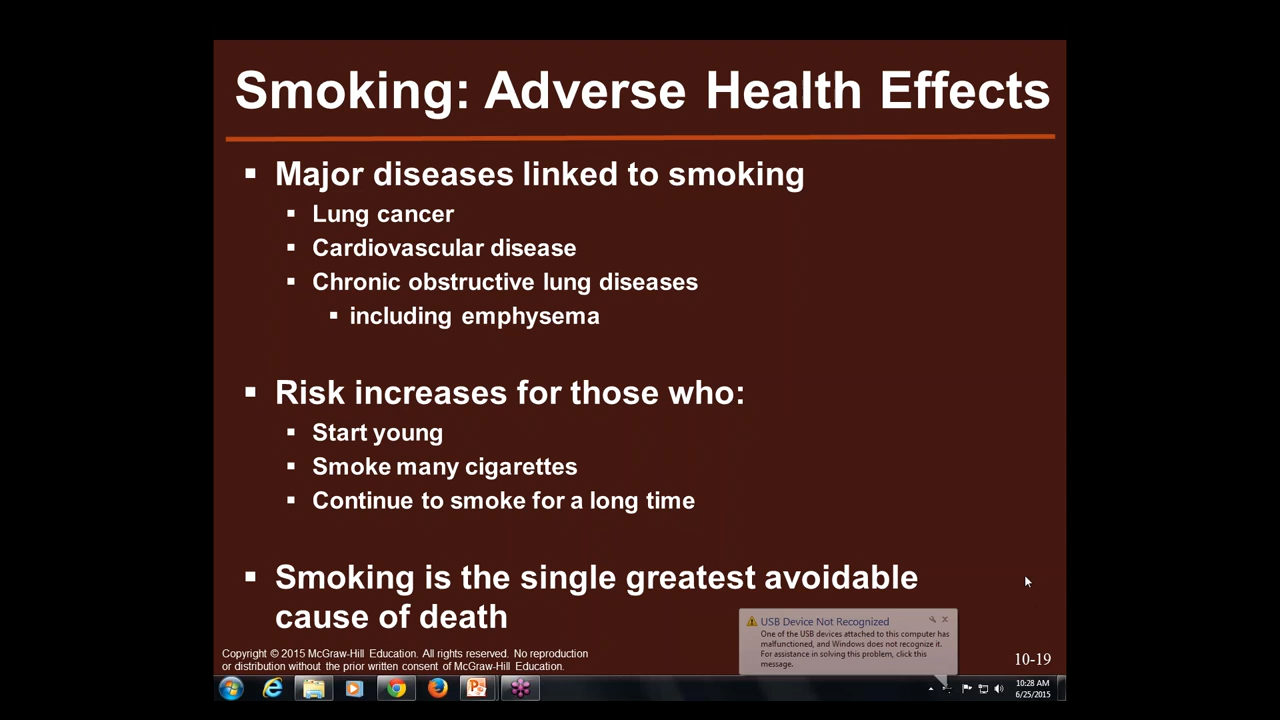 Smoking: Adverse Health Effects
Major diseases linked to smoking
Lung cancer
Cardiovascular disease
Chronic obstructive lung diseases
including emphysema
Risk increases for those who:
Start young
Smoke many cigarettes
Continue to smoke for a long time
Smoking is the single greatest avoidable
cause of death
USB Device Not Recognized
One of the USB devices attached to this computer has
malfunctioned, and Windows does not recognize it.
For assistance in solving this problem, click this
message.
Copyright © 2015 McGraw-Hill Education. All rights reserved. No reproduction
or distribution without the prior written consent of McGraw-Hill Education.
10-19
10:28 AM
6/25/2015